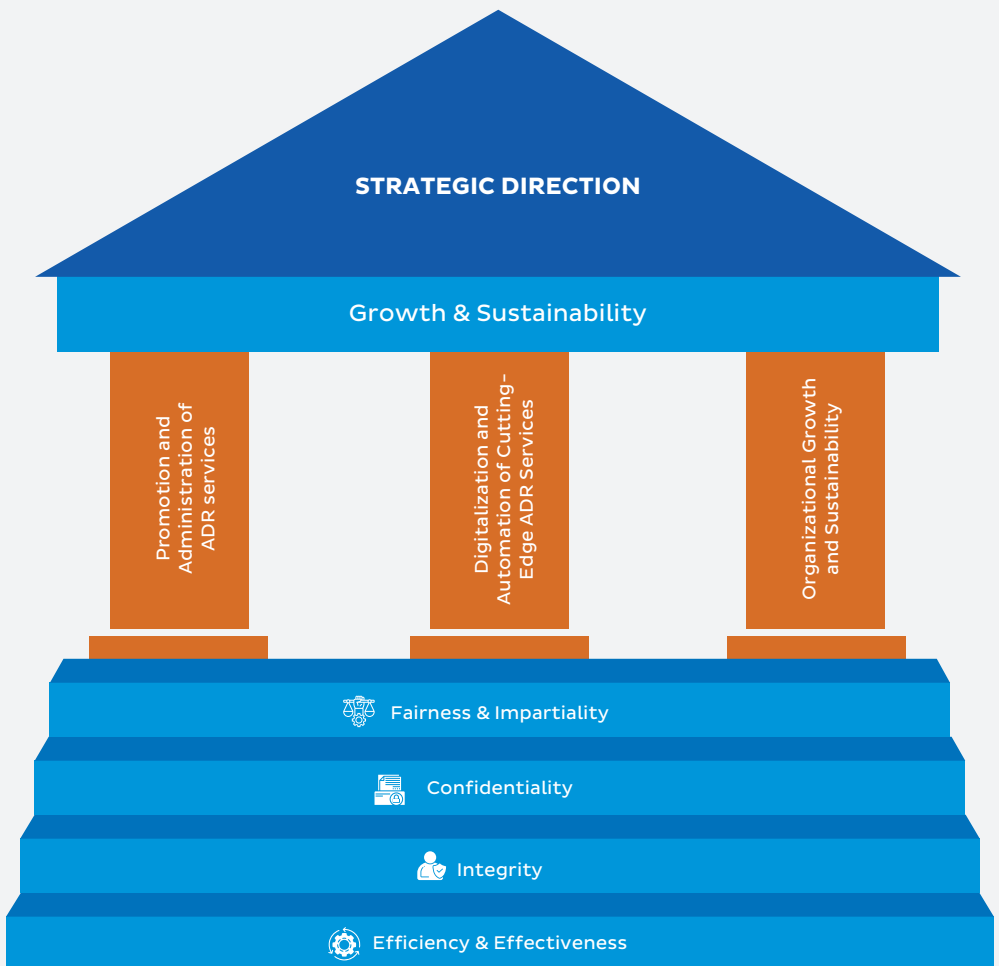 STRATEGIC DIRECTION
Growth & Sustainability
Promotion and
Administration of
ADR services
Digitalization and
Automation of Cutting-
Edge ADR Services
Organizational Growth
and Sustainability
Fairness & Impartiality
Confidentiality
Integrity
Efficiency & Effectiveness